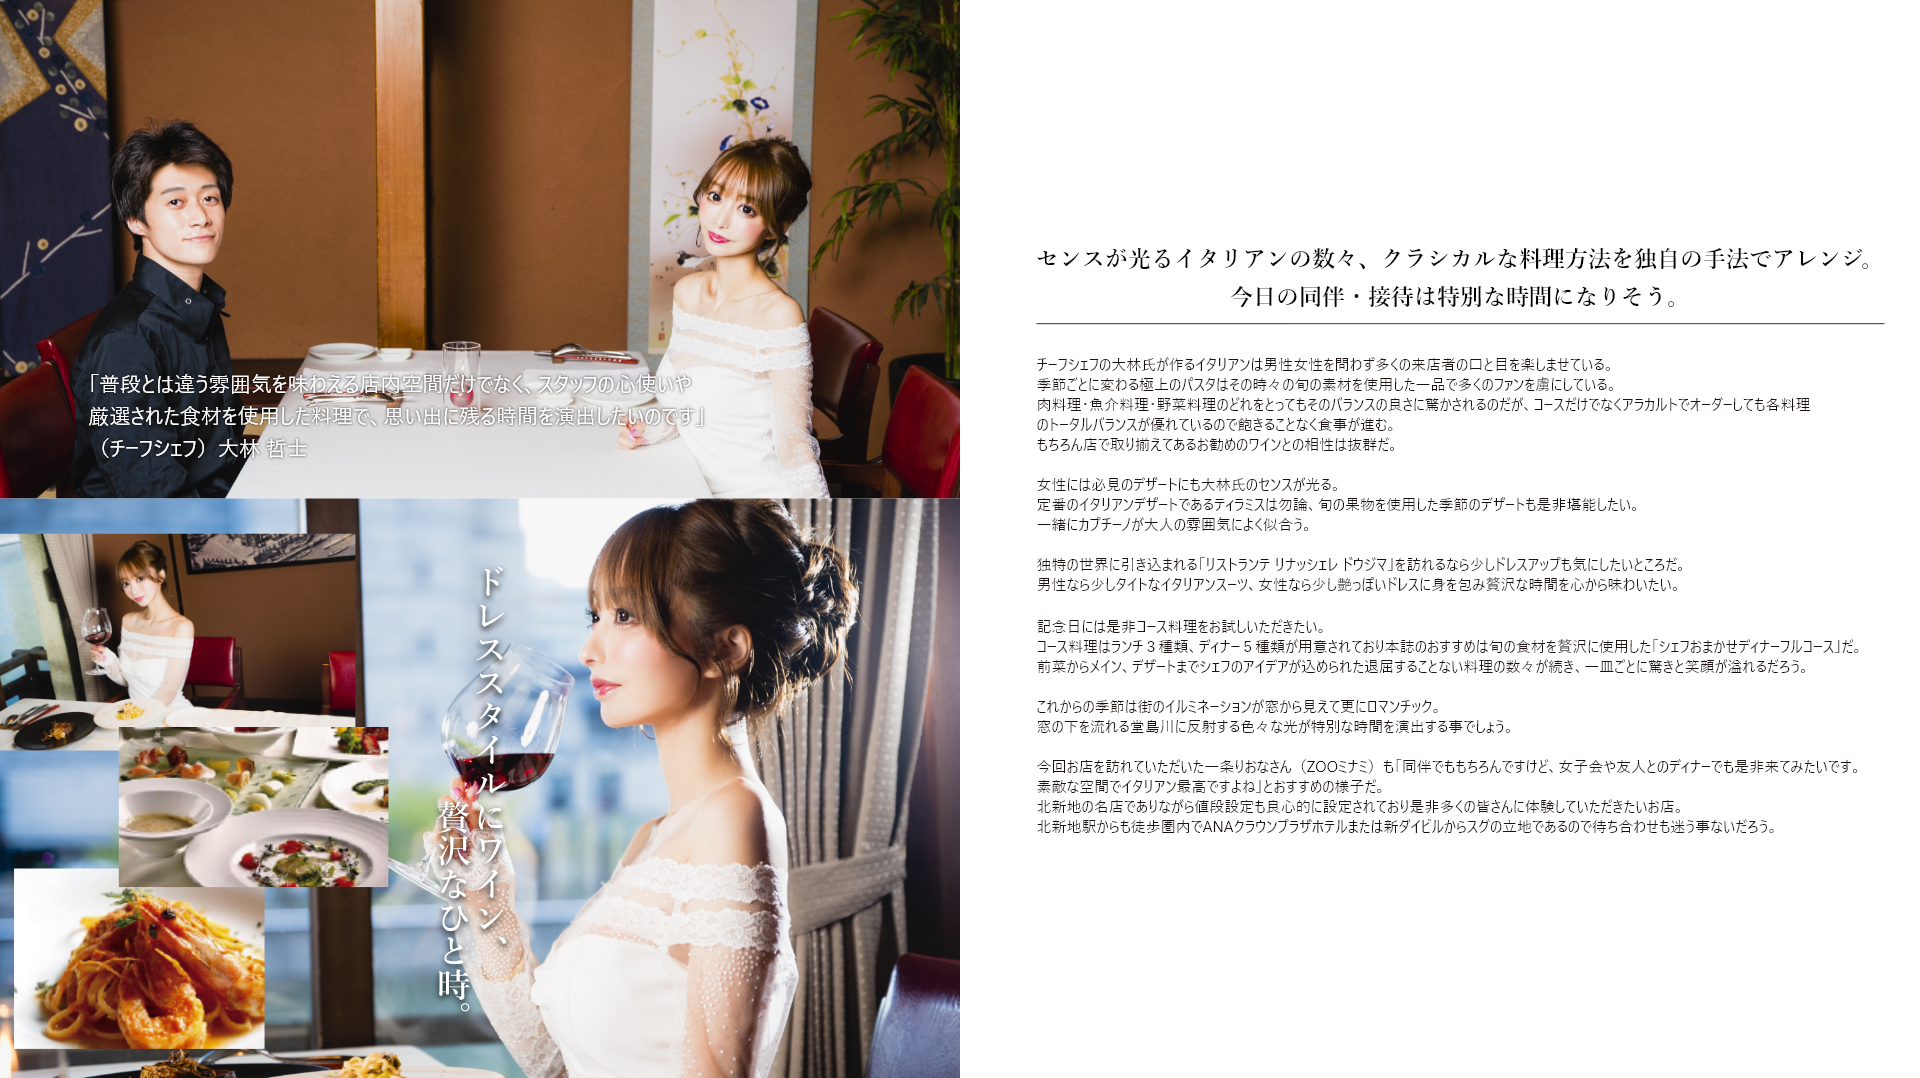 「普段とは違う雰囲気を味わえる店内空間だけでなく、スタッフの心使いや
厳選された食材を使用した料理で、思い出に残る時間を演出したいのです」
（チーフシェフ）大林 哲士
ドレススタイルにワイン、
贅沢なひと時。
センスが光るイタリアンの数々、クラシカルな料理方法を独自の手法でアレンジ。
今日の同伴・接待は特別な時間になりそう。
チーフシェフの大林氏が作るイタリアンは男性女性を問わず多くの来店者の口と目を楽しませている。
季節ごとに変わる極上のパスタはその時々の旬の素材を使用した一品で多くのファンを虜にしている。
肉料理・魚介料理・野菜料理のどれをとってもそのバランスの良さに驚かされるのだが、コースだけでなくアラカルトでオーダーしても各料理
のトータルバランスが優れているので飽きることなく食事が進む。
もちろん店で取り揃えてあるお勧めのワインとの相性は抜群だ。
女性には必見のデザートにも大林氏のセンスが光る。
定番のイタリアンデザートであるティラミスは勿論、旬の果物を使用した季節のデザートも是非堪能したい。
一緒にカプチーノが大人の雰囲気によく似合う。
独特の世界に引き込まれる「リストランテ リナッシェレ ドウジマ」を訪れるなら少しドレスアップも気にしたいところだ。
男性なら少しタイトなイタリアンスーツ、女性なら少し艶っぽいドレスに身を包み贅沢な時間を心から味わいたい。
記念日には是非コース料理をお試しいただきたい。
コース料理はランチ３種類、ディナー５種類が用意されており本誌のおすすめは旬の食材を贅沢に使用した「シェフおまかせディナーフルコース」だ。
前菜からメイン、デザートまでシェフのアイデアが込められた退屈することない料理の数々が続き、一皿ごとに驚きと笑顔が溢れるだろう。
これからの季節は街のイルミネーションが窓から見えて更にロマンチック。
窓の下を流れる堂島川に反射する色々な光が特別な時間を演出する事でしょう。
今回お店を訪れていただいた一条りおなさん（ZOOミナミ）も「同伴でももちろんですけど、女子会や友人とのディナーでも是非来てみたいです。
素敵な空間でイタリアン最高ですよね」とおすすめの様子だ。
北新地の名店でありながら値段設定も良心的に設定されており是非多くの皆さんに体験していただきたいお店。
北新地駅からも徒歩圏内でANAクラウンプラザホテルまたは新ダイビルからスグの立地であるので待ち合わせも迷う事ないだろう。